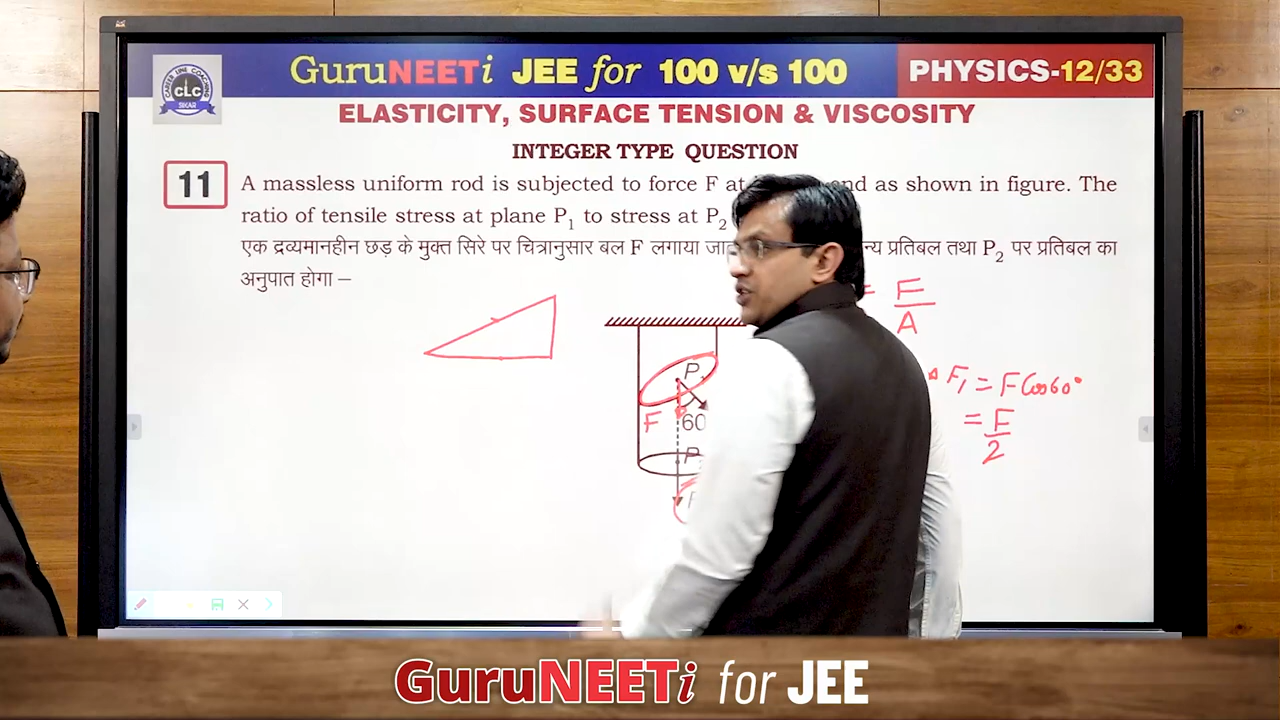 GuruNEETi JEE for 100 v/s 100
PHYSICS-12/33
CLC
SIKAR
ELASTICITY, SURFACE TENSION & VISCOSITY
INTEGER TYPE QUESTION
11
A massless uniform rod is subjected to force F at end as shown in figure. The
ratio of tensile stress at plane P1 to stress at P2
एक द्रव्यमानहीन छड़ के मुक्त सिरे पर चित्रानुसार बल F लगाया प्रतिबल तथा P2 पर प्रतिबल का
अनुपात होगा –
= F/A
F1 = F Cos60°
= F/2
P
F
60
P
GuruNEETi for JEE